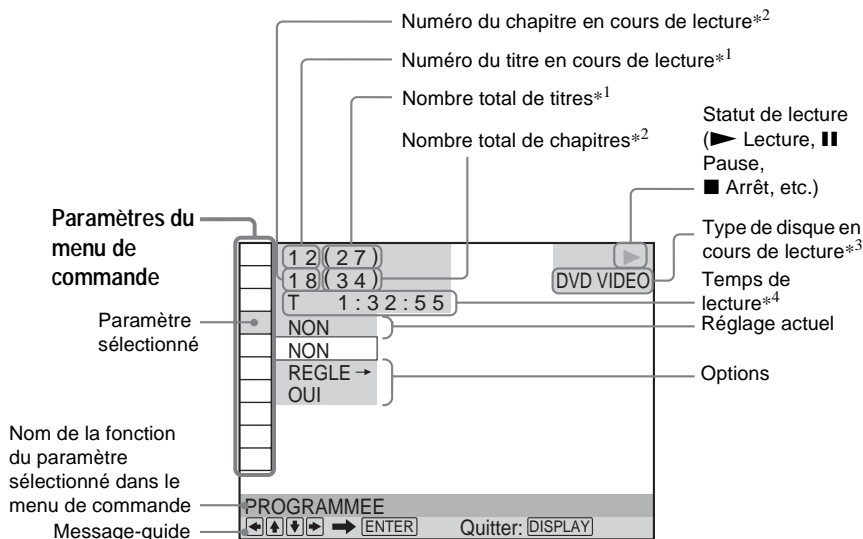 Numéro du chapitre en cours de lecture*2
Numéro du titre en cours de lecture*1
Nombre total de titres*1
Nombre total de chapitres*2
Statut de lecture
(► Lecture, ❚❚
Pause,
■ Arrêt, etc.)
Paramètres du
menu de
commande
Type de disque en
cours de lecture*3
12(27)
18(34)
DVD VIDEO
T 1:32:55
Temps de
lecture*4
Paramètre
sélectionné
NON
Réglage actuel
NON
REGLE →
OUI
Options
Nom de la fonction
du paramètre
sélectionné dans le
menu de commande
PROGRAMMEE
Message-guide
←↑↓→ ➡ ENTER Quitter: DISPLAY